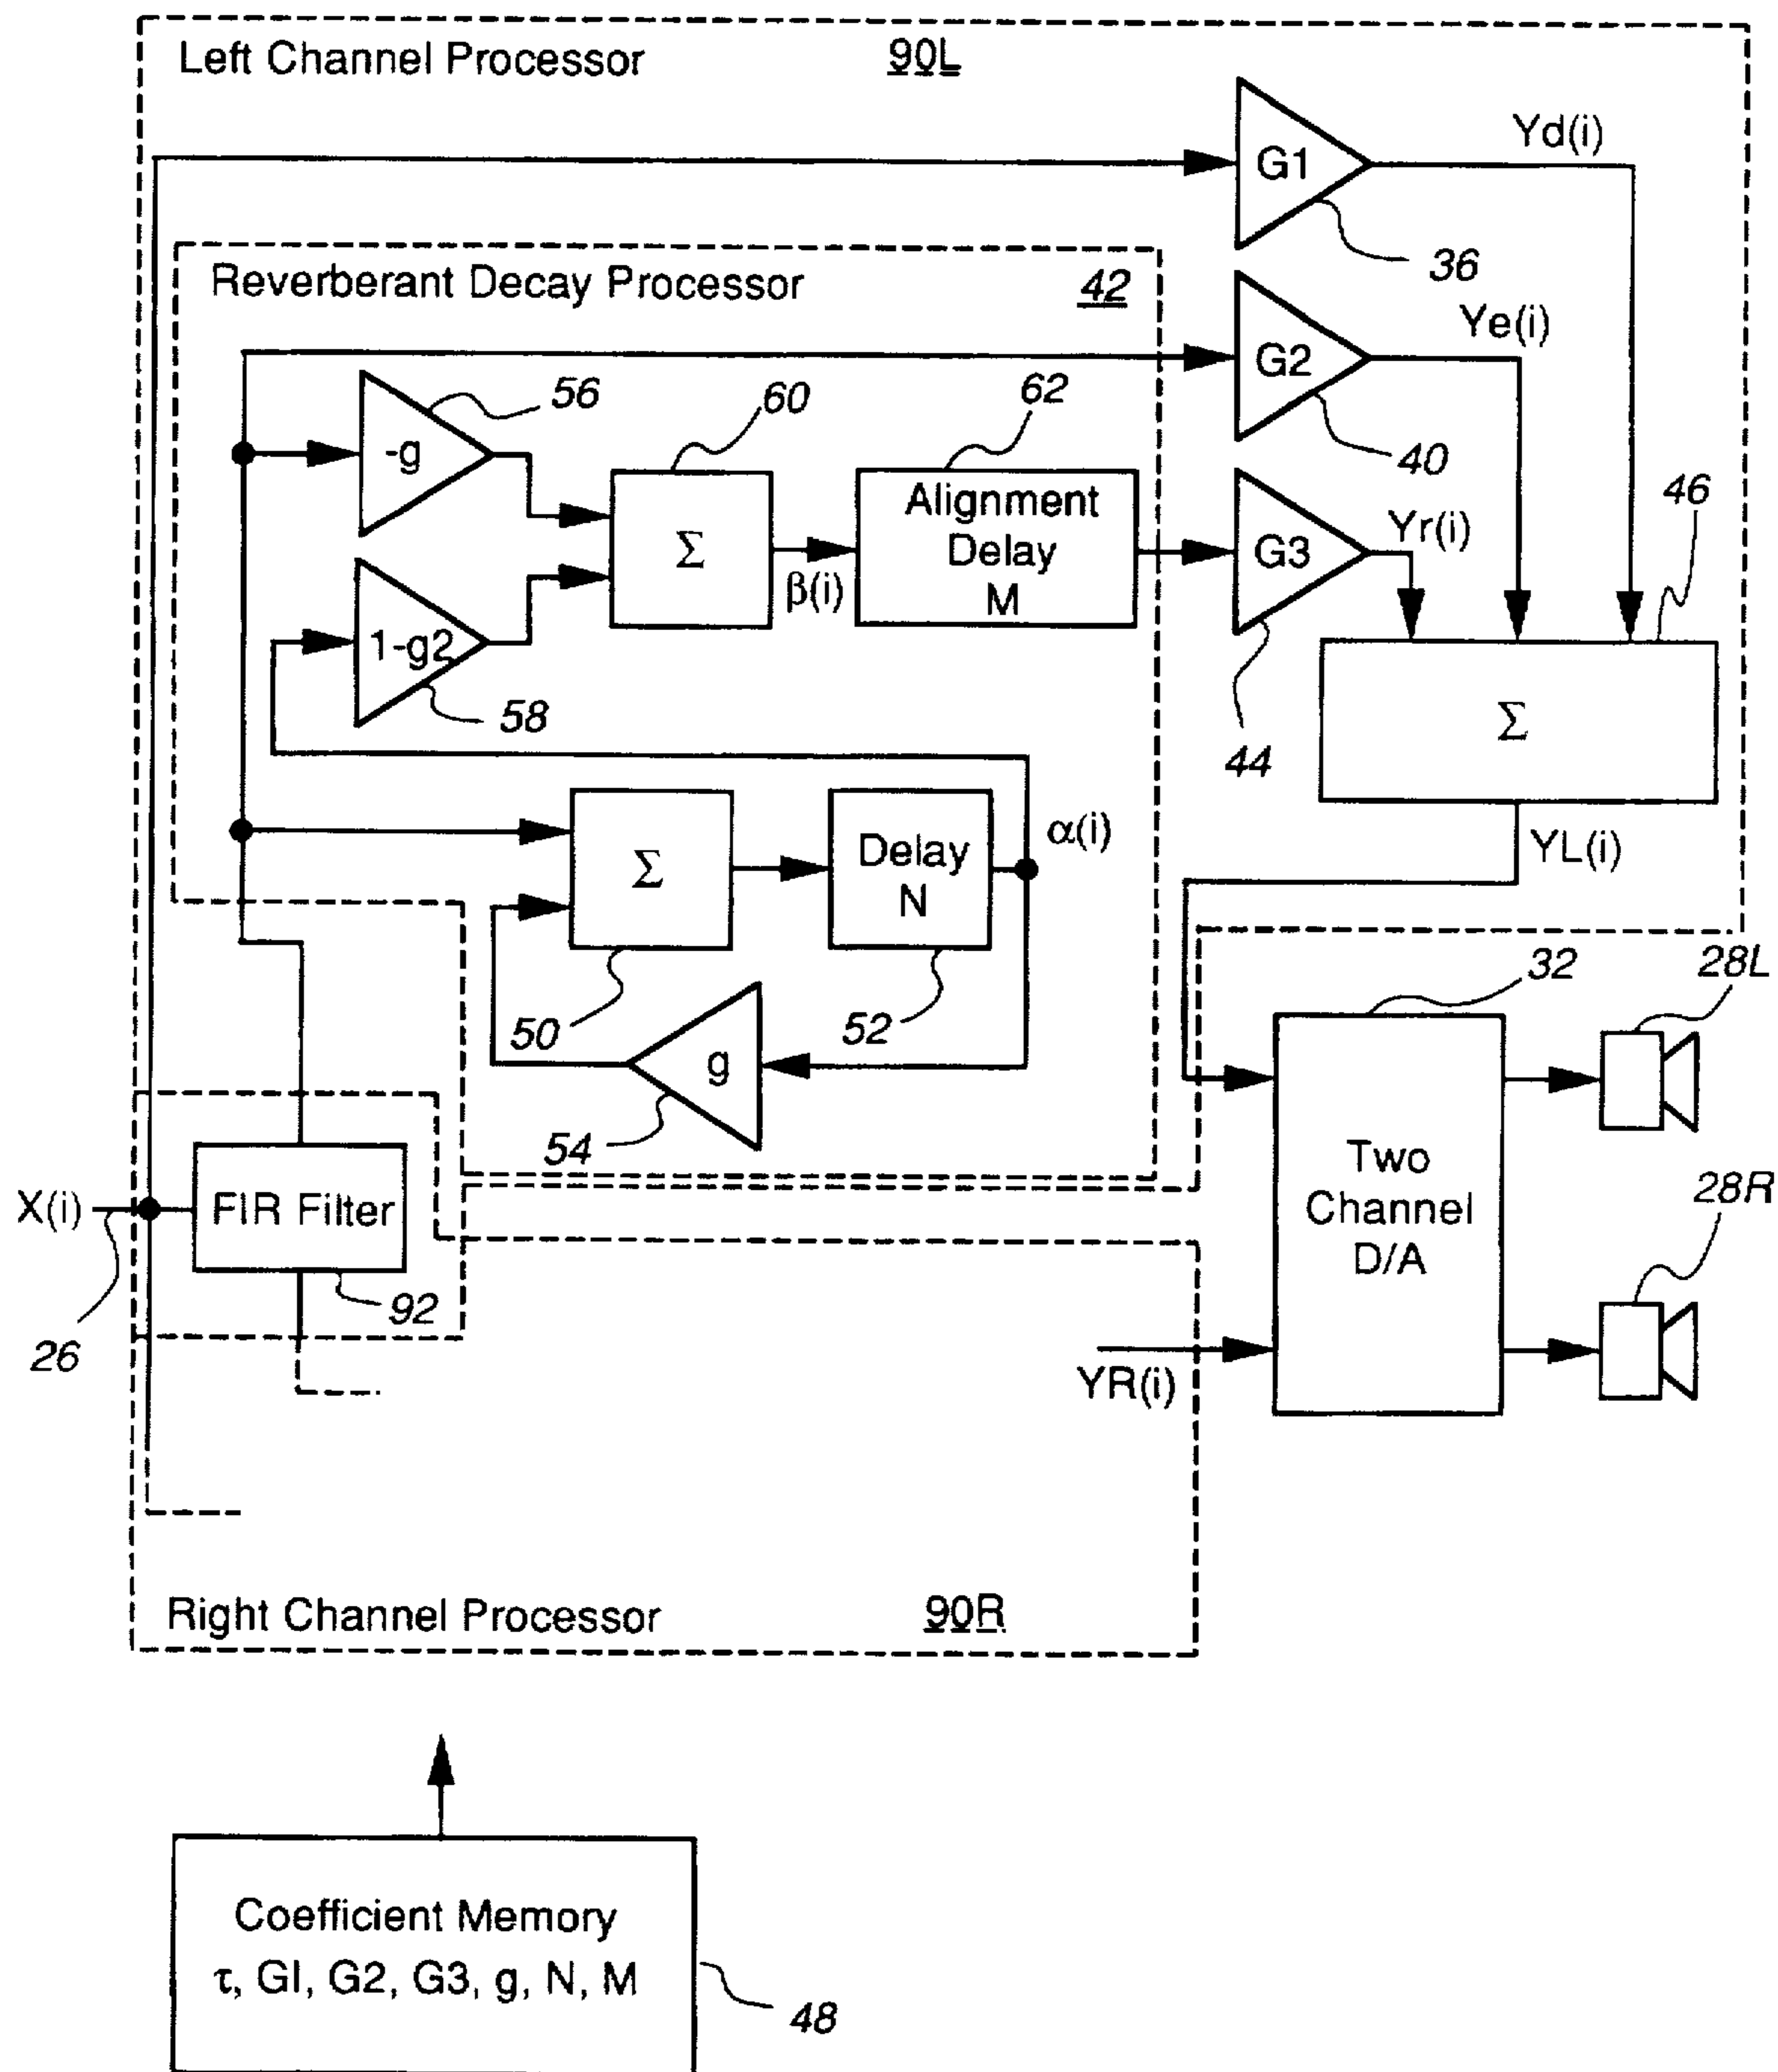 Left Channel Processor 90L
Yd(i)
G1
36
Reverberant Decay Processor 42
Ye(i)
G2
56
60
62
-g
40
46
Alignment
Delay
M
Σ
β(i)
G3
Yr(i)
1-g2
58
44
Σ
α(i)
YL(i)
Σ
Delay
N
32
28L
50
52
g
54
Two
Channel
D/A
28R
X(i)
FIR Filter
92
26
YR(i)
Right Channel Processor 90R
Coefficient Memory
τ, GI, G2, G3, g, N, M
48